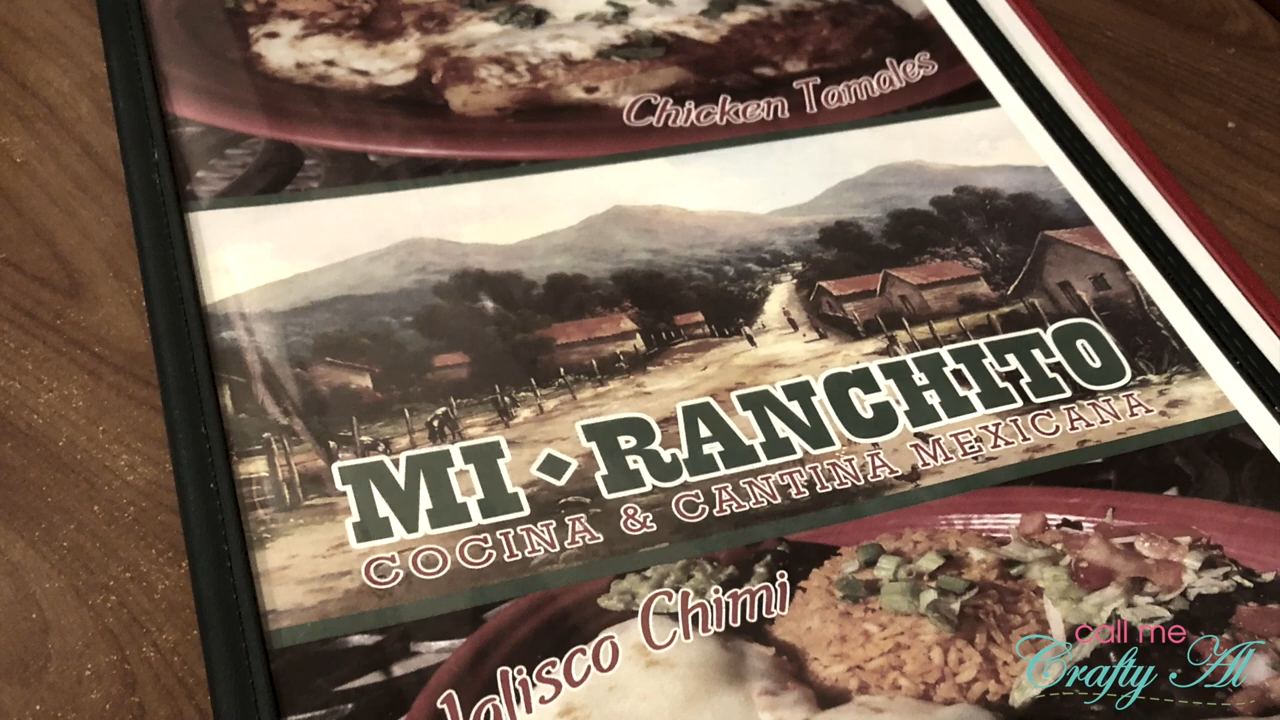 Chicken Tamales
MI RANCHITO
COCINA & CANTINA MEXICANA
Jalisco Chimi
call me
Crafty Al